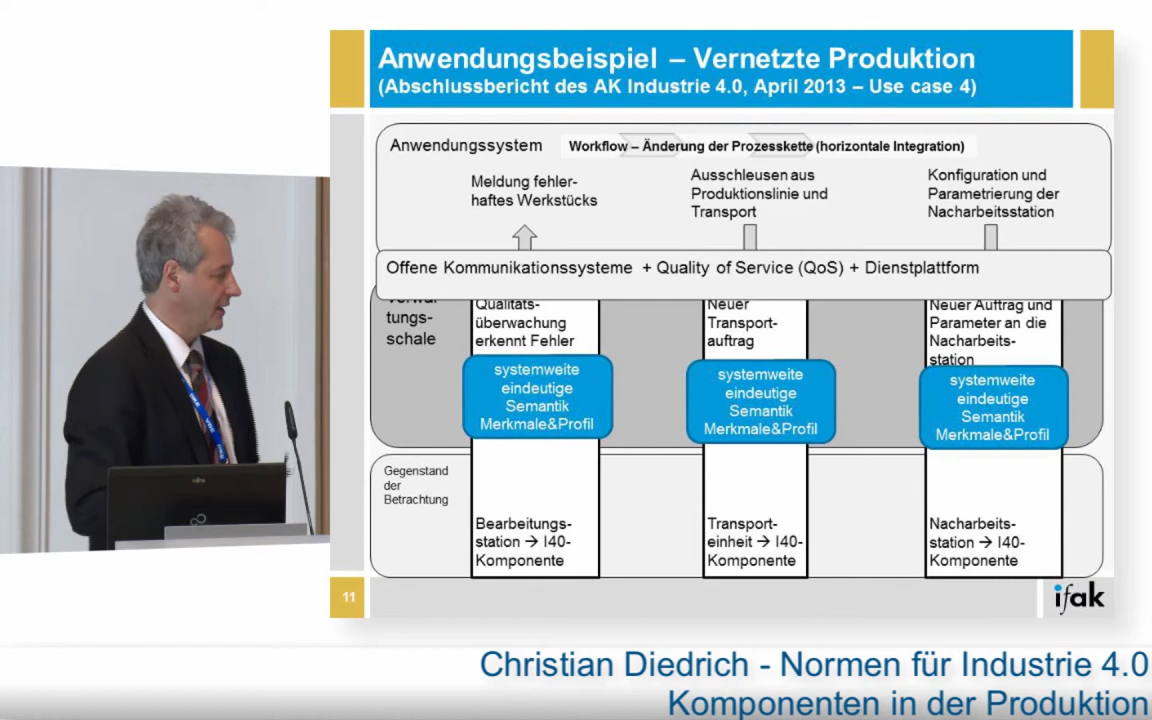 Anwendungsbeispiel – Vernetzte Produktion
(Abschlussbericht des AK Industrie 4.0, April 2013 – Use case 4)
Anwendungssystem
Workflow – Änderung der Prozesskette (horizontale Integration)
Meldung fehler-
haftes Werkstücks
Ausschleusen aus
Produktionslinie und
Transport
Konfiguration und
Parametrierung der
Nacharbeitsstation
Offene Kommunikationssysteme + Quality of Service (QoS) + Dienstplattform
Verwal-
tungs-
schale
Qualitäts-
überwachung
erkennt Fehler
Neuer
Transport-
auftrag
Neuer Auftrag und
Parameter an die
Nacharbeits-
station
systemweite
eindeutige
Semantik
Merkmale&Profil
systemweite
eindeutige
Semantik
Merkmale&Profil
systemweite
eindeutige
Semantik
Merkmale&Profil
Gegenstand
der
Betrachtung
Bearbeitungs-
station → I40-
Komponente
Transport-
einheit → I40-
Komponente
Nacharbeits-
station → I40-
Komponente
11
ifak
Christian Diedrich - Normen für Industrie 4.0
Komponenten in der Produktion